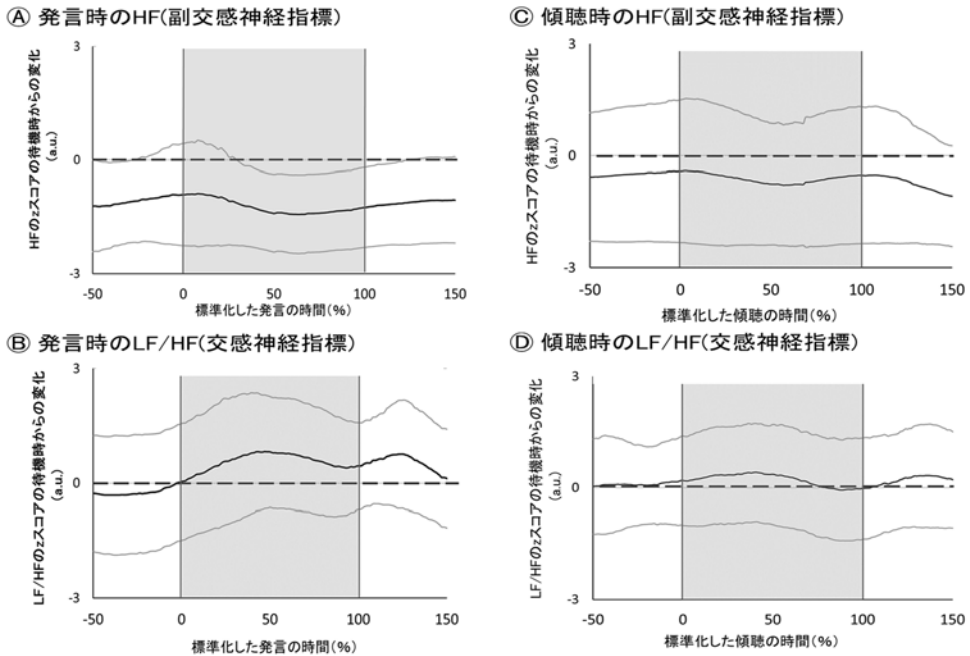 Ⓐ 発言時のHF(副交感神経指標)
3
0
-3
HFのzスコアの待機時からの変化
(a.u.)
-50
0
50
100
150
標準化した発言の時間(%)
Ⓒ 傾聴時のHF(副交感神経指標)
3
0
-3
HFのzスコアの待機時からの変化
(a.u.)
-50
0
50
100
150
標準化した傾聴の時間(%)
Ⓑ 発言時のLF/HF(交感神経指標)
3
0
-3
LF/HFのzスコアの待機時からの変化
(a.u.)
-50
0
50
100
150
標準化した発言の時間(%)
Ⓓ 傾聴時のLF/HF(交感神経指標)
3
0
-3
LF/HFのzスコアの待機時からの変化
(a.u.)
-50
0
50
100
150
標準化した傾聴の時間(%)